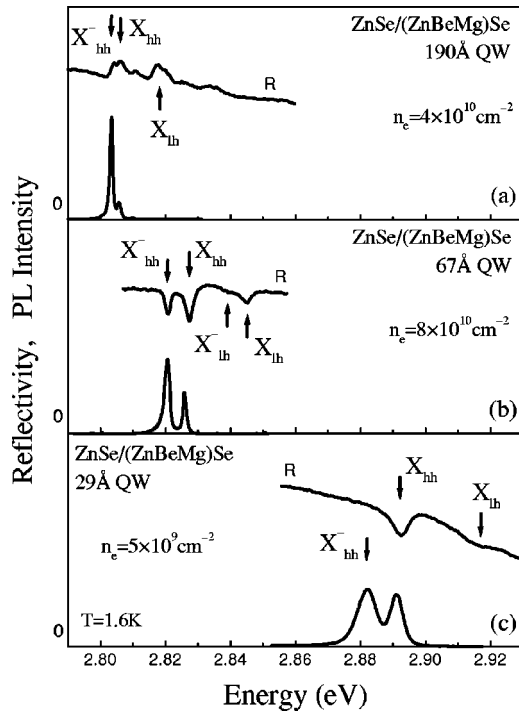 X⁻hh Xhh
ZnSe/(ZnBeMg)Se
190Å QW
R
Xlh
nₑ=4×10¹⁰cm⁻²
0
(a)
ZnSe/(ZnBeMg)Se
67Å QW
X⁻hh Xhh
R
X⁻lh Xlh
nₑ=8×10¹⁰cm⁻²
0
(b)
ZnSe/(ZnBeMg)Se
29Å QW
R
Xhh
Xlh
nₑ=5×10⁹cm⁻²
X⁻hh
T=1.6K
0
(c)
2.80 2.82 2.84 2.86 2.88 2.90 2.92
Energy (eV)
Reflectivity, PL Intensity